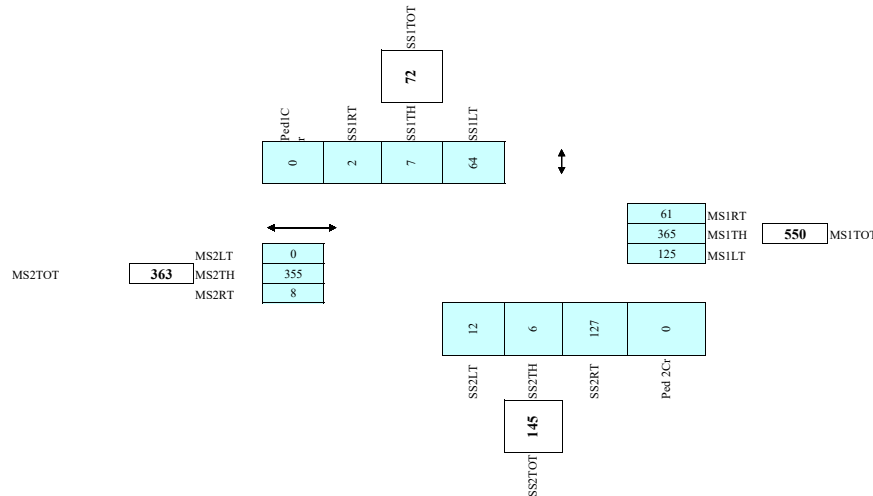 SS1TOT
72
Ped1C
r
SS1RT
SS1TH
SS1LT
0
2
7
64
61
MS1RT
365
MS1TH
550
MS1TOT
125
MS1LT
MS2LT
0
MS2TOT
363
MS2TH
355
MS2RT
8
12
6
127
0
SS2LT
SS2TH
SS2RT
Ped 2Cr
145
SS2TOT